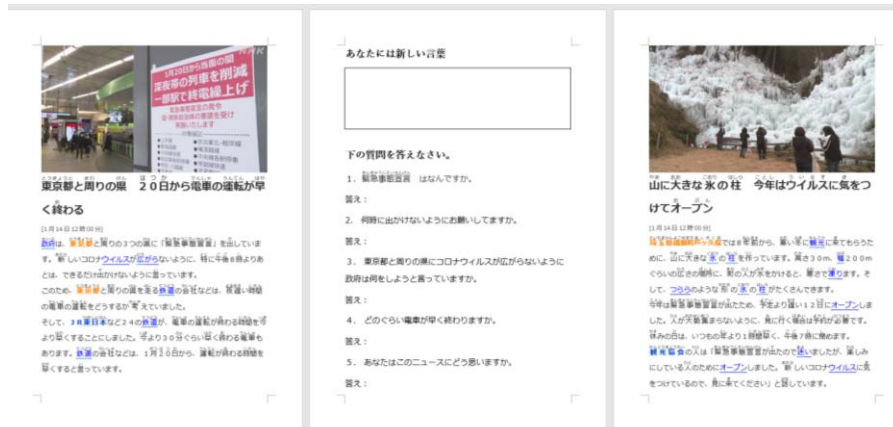 NHK
1月20日から当面の間
深夜帯の列車を削減
一部駅で終電繰上げ
東京都と周りの県　20日から電車の運転が早
く終わる
[1月14日 12時00分]
政府は、東京都と周りの3つの県に「緊急事態宣言」を出していま
す。新しいコロナウイルスが広がらないように、特に午後8時よりあ
とは、できるだけ出かけないように言っています。
このため、東京都と周りの県を走る鉄道の会社などは、夜遅い時間
の電車の運転をどうするか考えていました。
そして、JR東日本など24の鉄道が、電車の運転が終わる時間を今
より早くすることにしました。今より30分ぐらい早く終わる電車も
あります。鉄道の会社などは、1月20日から、運転が終わる時間を
早くすると言っています。
あなたには新しい言葉
下の質問を答えなさい。
1．緊急事態宣言　はなんですか。
答え：
2．何時に出かけないようにお願いしてますか。
答え：
3．東京都と周りの県にコロナウィルスが広がらないように
政府は何をしようと言っていますか。
答え：
4．どのぐらい電車が早く終わりますか。
答え：
5．あなたはこのニュースにどう思いますか。
答え：
山に大きな氷の柱　今年はウイルスに気をつ
けてオープン
[1月14日 12時00分]
では8年前から、寒い冬に観光に来てもらうた
めに、山に大きな氷の柱を作っています。高さ30m、幅200m
ぐらいの広さの場所に、町の人が水をかけると、寒さで凍ります。そ
して、つららのような形の氷の柱がたくさんできます。
今年は緊急事態宣言が出たため、予定より遅い12日にオープンしま
した。人が大勢集まらないように、見に行く場合は予約が必要です。
休みの日は、いつもの年より1時間早く、午後7時に閉めます。
観光協会の人は「緊急事態宣言が出たので迷いましたが、楽しみ
にしている人のためにオープンしました。新しいコロナウイルスに気
をつけているので、見に来てください」と話しています。